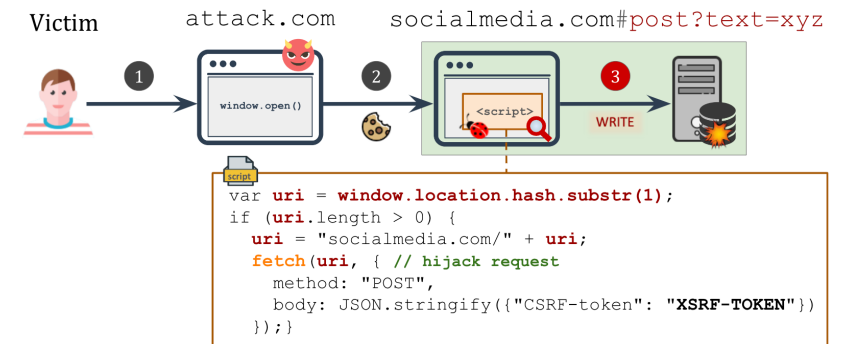 Victim
attack.com
socialmedia.com#post?text=xyz
1
2
3
window.open()
<script>
WRITE
script
var uri = window.location.hash.substr(1);
if (uri.length > 0) {
uri = "socialmedia.com/" + uri;
fetch(uri, { // hijack request
method: "POST",
body: JSON.stringify({"CSRF-token": "XSRF-TOKEN"})
});}